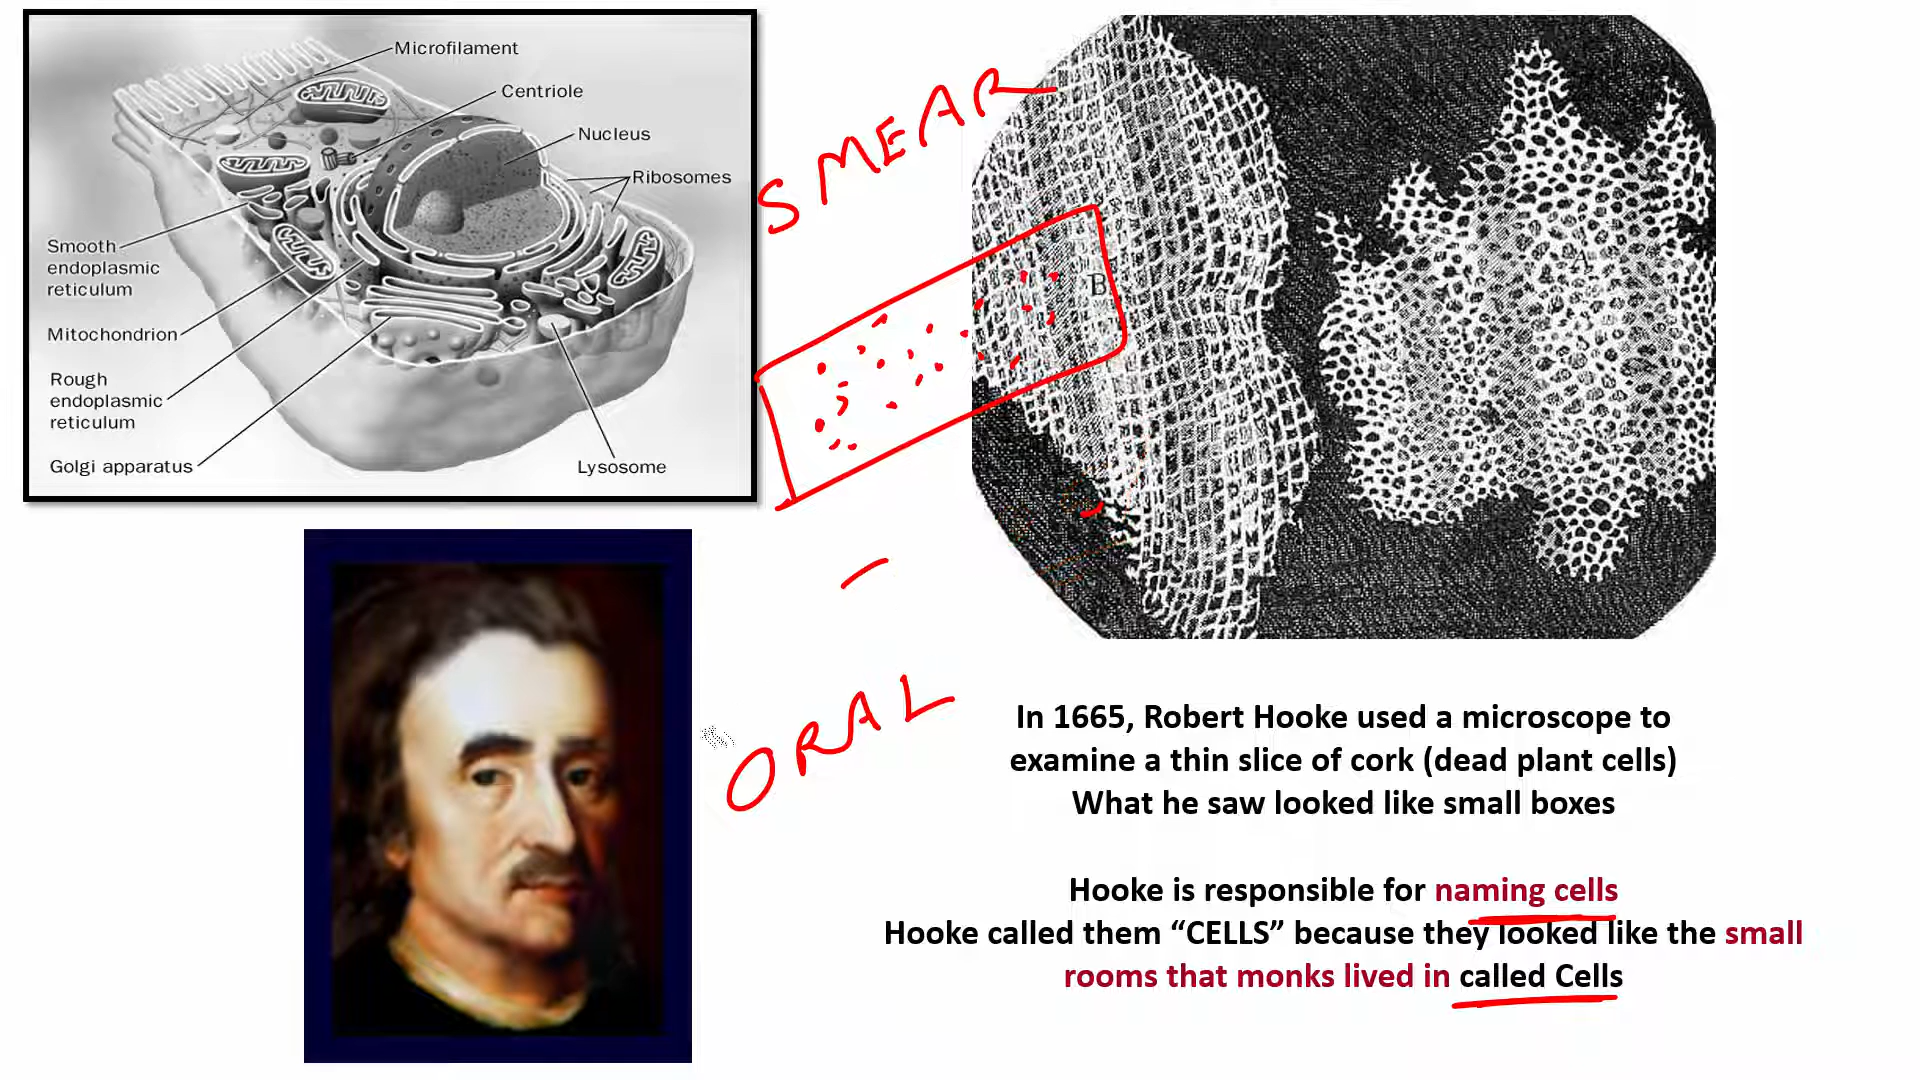 Microfilament
Centriole
Nucleus
Ribosomes
Smooth
endoplasmic
reticulum
Mitochondrion
Rough
endoplasmic
reticulum
Golgi apparatus
Lysosome
SMEAR
B
A
ORAL
In 1665, Robert Hooke used a microscope to
examine a thin slice of cork (dead plant cells)
What he saw looked like small boxes
Hooke is responsible for naming cells
Hooke called them “CELLS” because they looked like the small
rooms that monks lived in called Cells